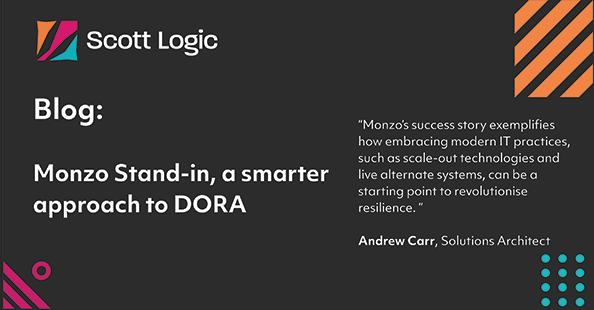 Scott Logic
Blog:
Monzo Stand-in, a smarter
approach to DORA
“Monzo’s success story exemplifies
how embracing modern IT practices,
such as scale-out technologies and
live alternate systems, can be a
starting point to revolutionise
resilience. ”
Andrew Carr, Solutions Architect